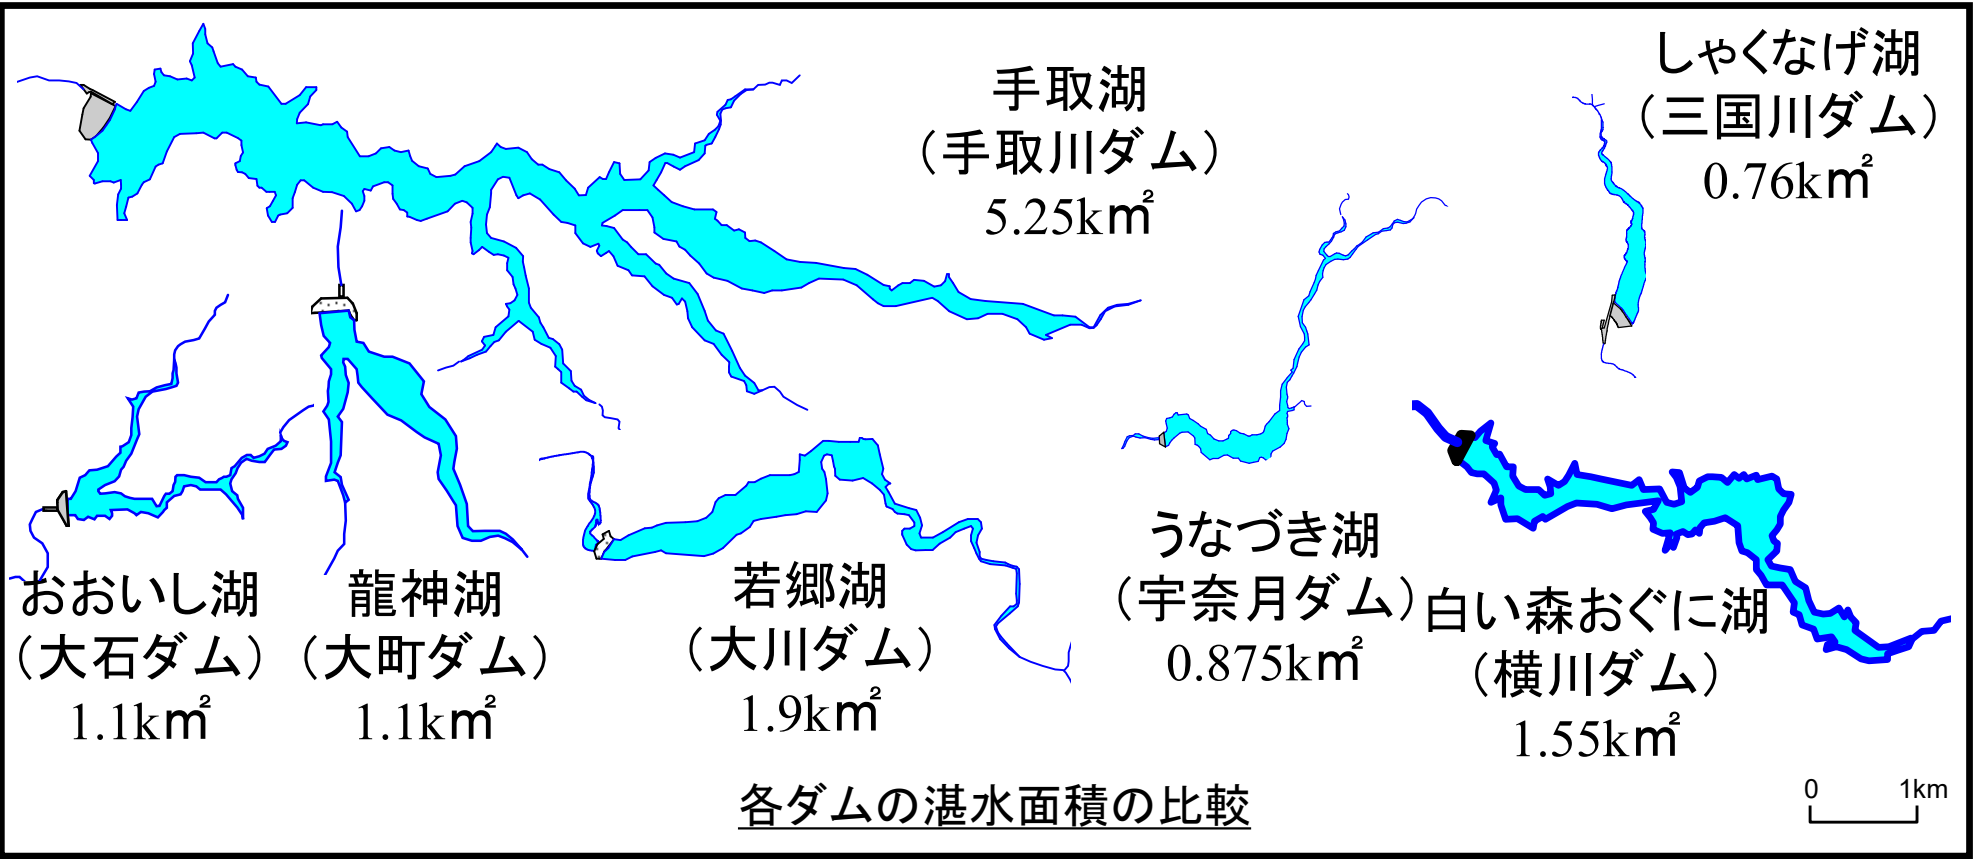 手取湖
（手取川ダム）
5.25k㎡
しゃくなげ湖
（三国川ダム）
0.76k㎡
おおいし湖
（大石ダム）
1.1k㎡
龍神湖
（大町ダム）
1.1k㎡
若郷湖
（大川ダム）
1.9k㎡
うなづき湖
（宇奈月ダム）
0.875k㎡
白い森おぐに湖
（横川ダム）
1.55k㎡
各ダムの湛水面積の比較
0 1km